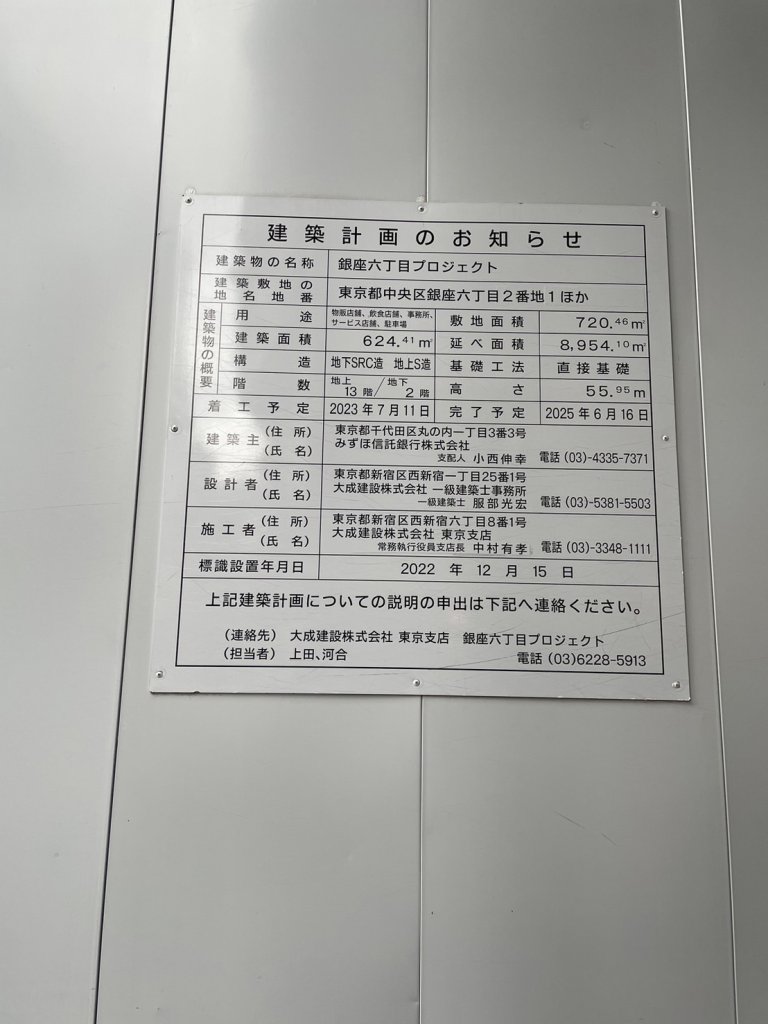 建築計画のお知らせ
建築物の名称 銀座六丁目プロジェクト
建築敷地の
地名地番 東京都中央区銀座六丁目2番地1ほか
建築物の概要
用途 物販店舗、飲食店舗、事務所、
サービス店舗、駐車場
敷地面積 720.46㎡
建築面積 624.41㎡ 延べ面積 8,954.10㎡
構造 地下SRC造 地上S造 基礎工法 直接基礎
階数 地上13階/地下2階 高さ 55.95m
着工予定 2023年7月11日 完了予定 2025年6月16日
建築主 (住所) 東京都千代田区丸の内一丁目3番3号
(氏名) みずほ信託銀行株式会社
支配人 小西伸幸 電話(03)-4335-7371
設計者 (住所) 東京都新宿区西新宿一丁目25番1号
(氏名) 大成建設株式会社 一級建築士事務所
一級建築士 服部光宏 電話(03)-5381-5503
施工者 (住所) 東京都新宿区西新宿六丁目8番1号
(氏名) 大成建設株式会社 東京支店
常務執行役員支店長 中村有孝 電話(03)-3348-1111
標識設置年月日 2022年12月15日
上記建築計画についての説明の申出は下記へ連絡ください。
(連絡先) 大成建設株式会社 東京支店 銀座六丁目プロジェクト
(担当者) 上田、河合 電話(03)6228-5913